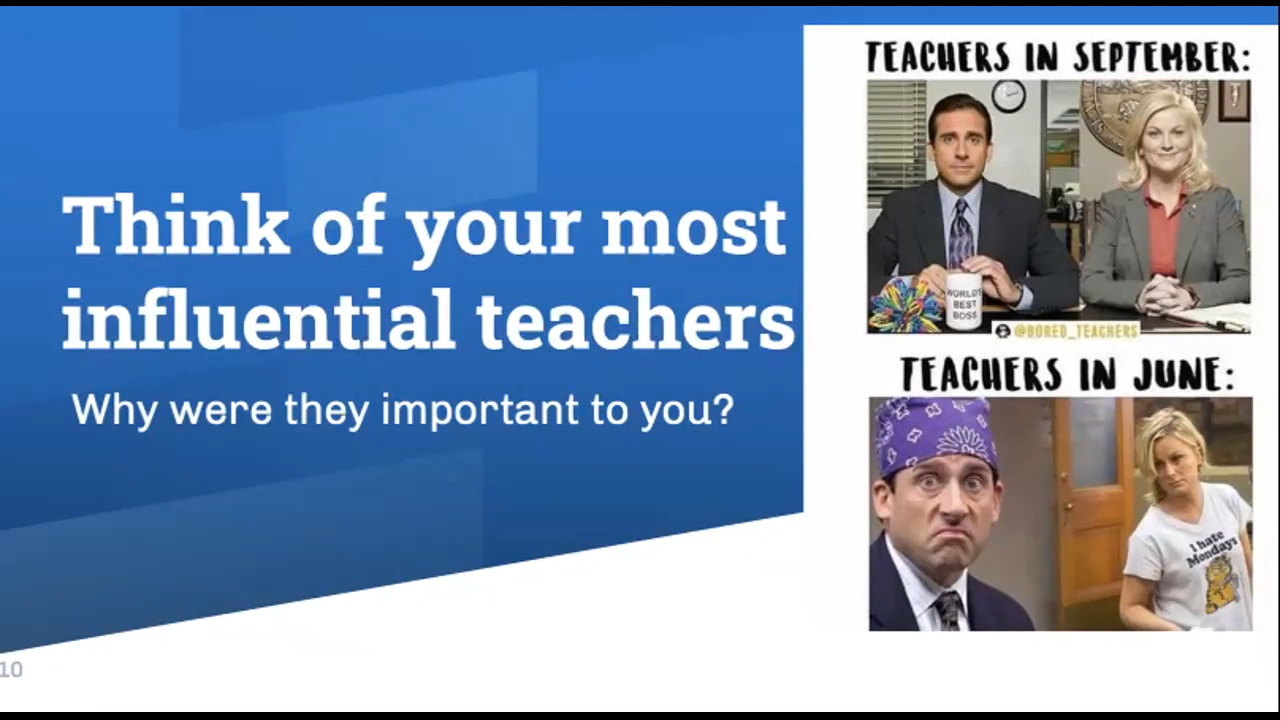 Think of your most
influential teachers
Why were they important to you?
10
TEACHERS IN SEPTEMBER:
WORLD'S
BEST
BOSS
@BORED_TEACHERS
TEACHERS IN JUNE:
I hate
Mondays